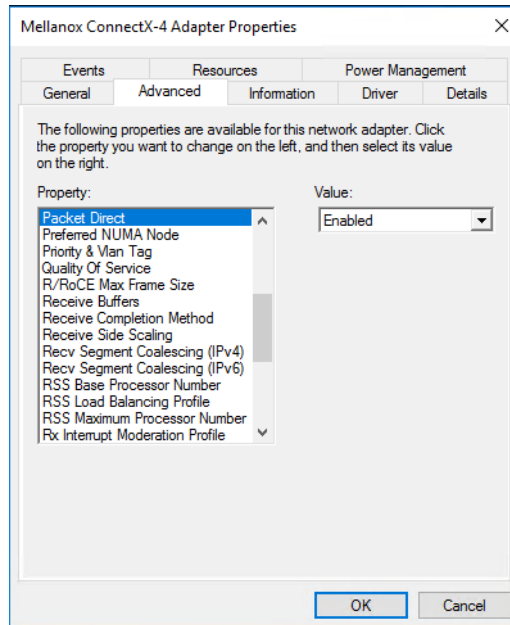 Mellanox ConnectX-4 Adapter Properties
Events Resources Power Management
General Advanced Information Driver Details
The following properties are available for this network adapter. Click
the property you want to change on the left, and then select its value
on the right.
Property: Value:
Packet Direct Enabled
Preferred NUMA Node
Priority & Vlan Tag
Quality Of Service
R/RoCE Max Frame Size
Receive Buffers
Receive Completion Method
Receive Side Scaling
Recv Segment Coalescing (IPv4)
Recv Segment Coalescing (IPv6)
RSS Base Processor Number
RSS Load Balancing Profile
RSS Maximum Processor Number
Rx Interrupt Moderation Profile
OK Cancel